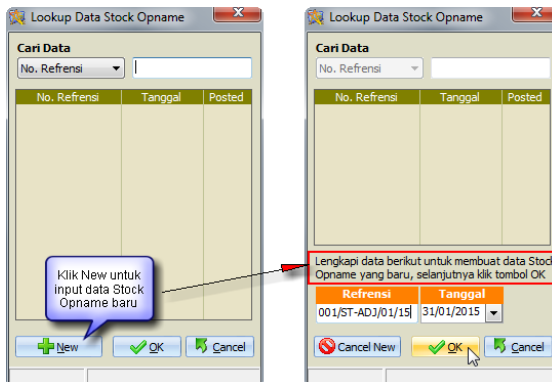 Lookup Data Stock Opname
Cari Data
No. Refrensi
No. Refrensi Tanggal Posted
Klik New untuk
input data Stock
Opname baru
New OK Cancel
Lookup Data Stock Opname
Cari Data
No. Refrensi
No. Refrensi Tanggal Posted
Lengkapi data berikut untuk membuat data Stock
Opname yang baru, selanjutnya klik tombol OK
Refrensi Tanggal
001/ST-ADJ/01/15 31/01/2015
Cancel New OK Cancel